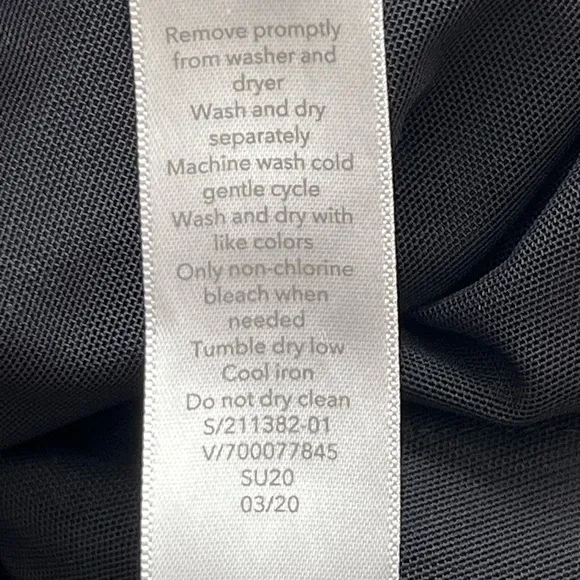 Remove promptly
from washer and
dryer
Wash and dry
separately
Machine wash cold
gentle cycle
Wash and dry with
like colors
Only non-chlorine
bleach when
needed
Tumble dry low
Cool iron
Do not dry clean
S/211382-01
V/700077845
SU20
03/20